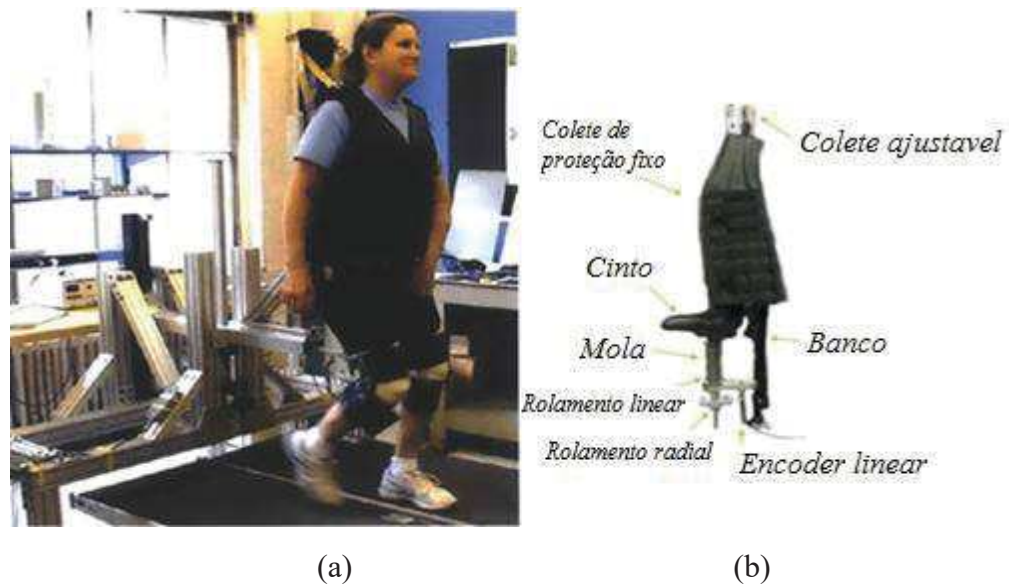 Colete de
proteção fixo
Colete ajustavel
Cinto
Mola
Banco
Rolamento linear
Rolamento radial
Encoder linear
(a)
(b)